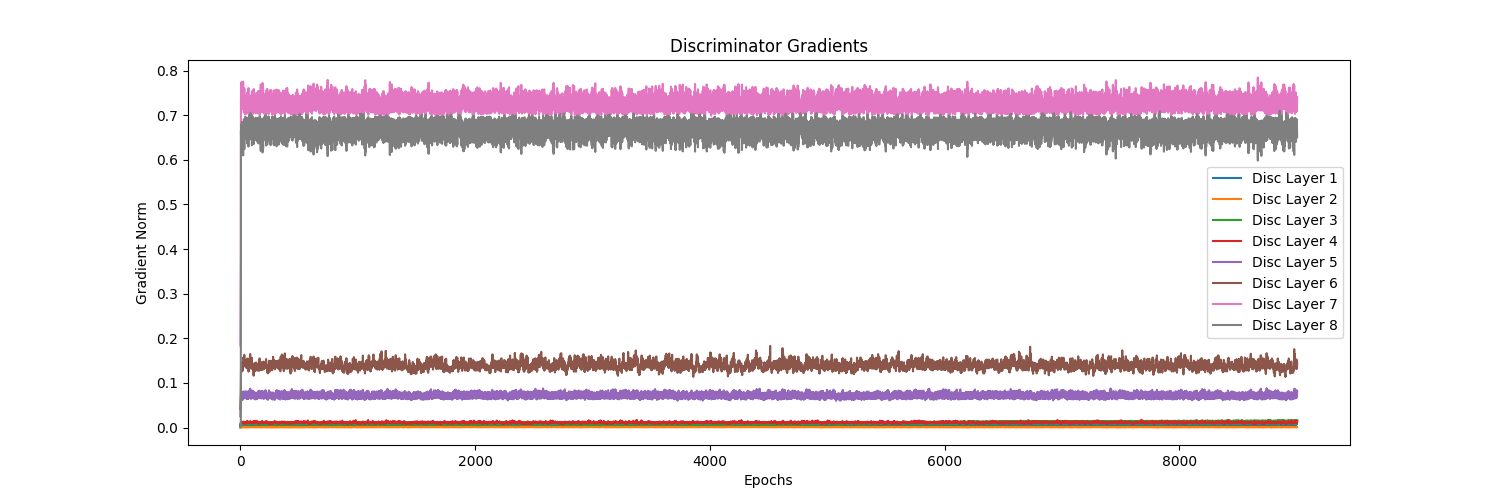 Discriminator Gradients
0.8
0.7
0.6
0.5
0.4
0.3
0.2
0.1
0.0
Gradient Norm
Disc Layer 1
Disc Layer 2
Disc Layer 3
Disc Layer 4
Disc Layer 5
Disc Layer 6
Disc Layer 7
Disc Layer 8
0 2000 4000 6000 8000
Epochs